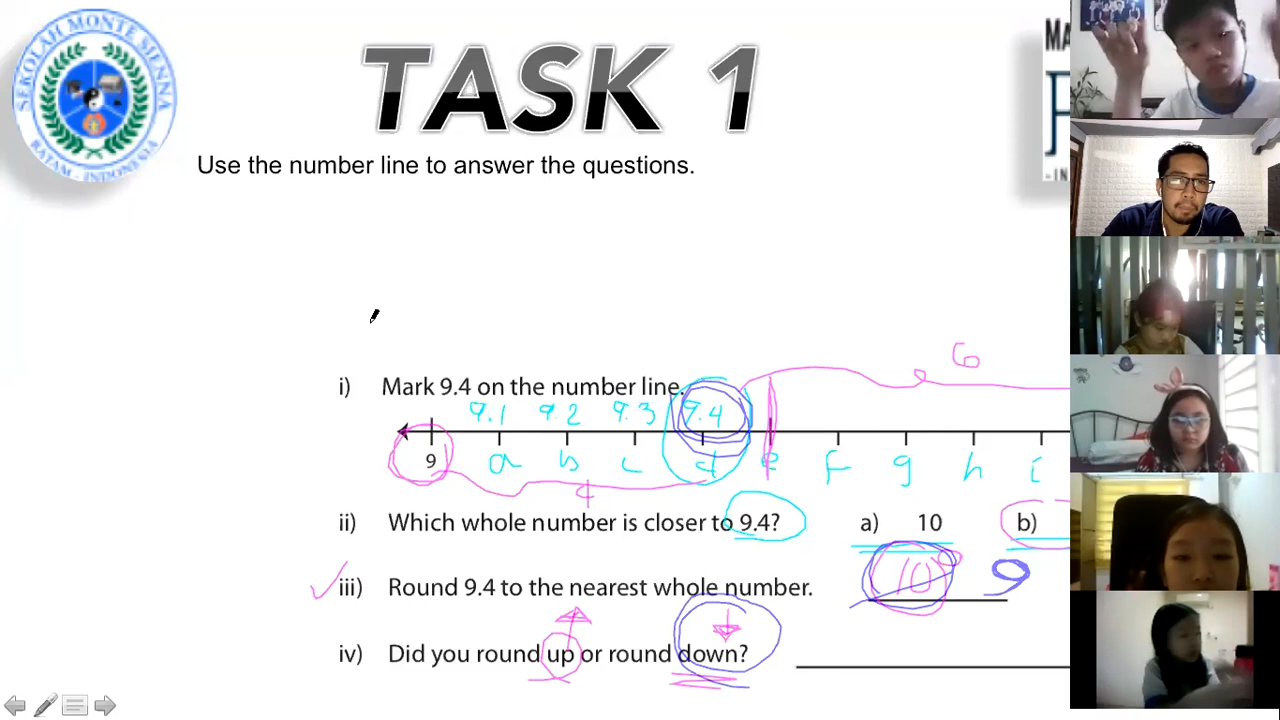 SEKOLAH MONTE SIENNA
BATAM - INDONESIA
TASK 1
MA
Use the number line to answer the questions.
i) Mark 9.4 on the number line.
6
9.1 9.2 9.3 9.4
9 a b c d e f g h i
4
ii) Which whole number is closer to 9.4? a) 10 b)
iii) Round 9.4 to the nearest whole number. 10 9
iv) Did you round up or round down?